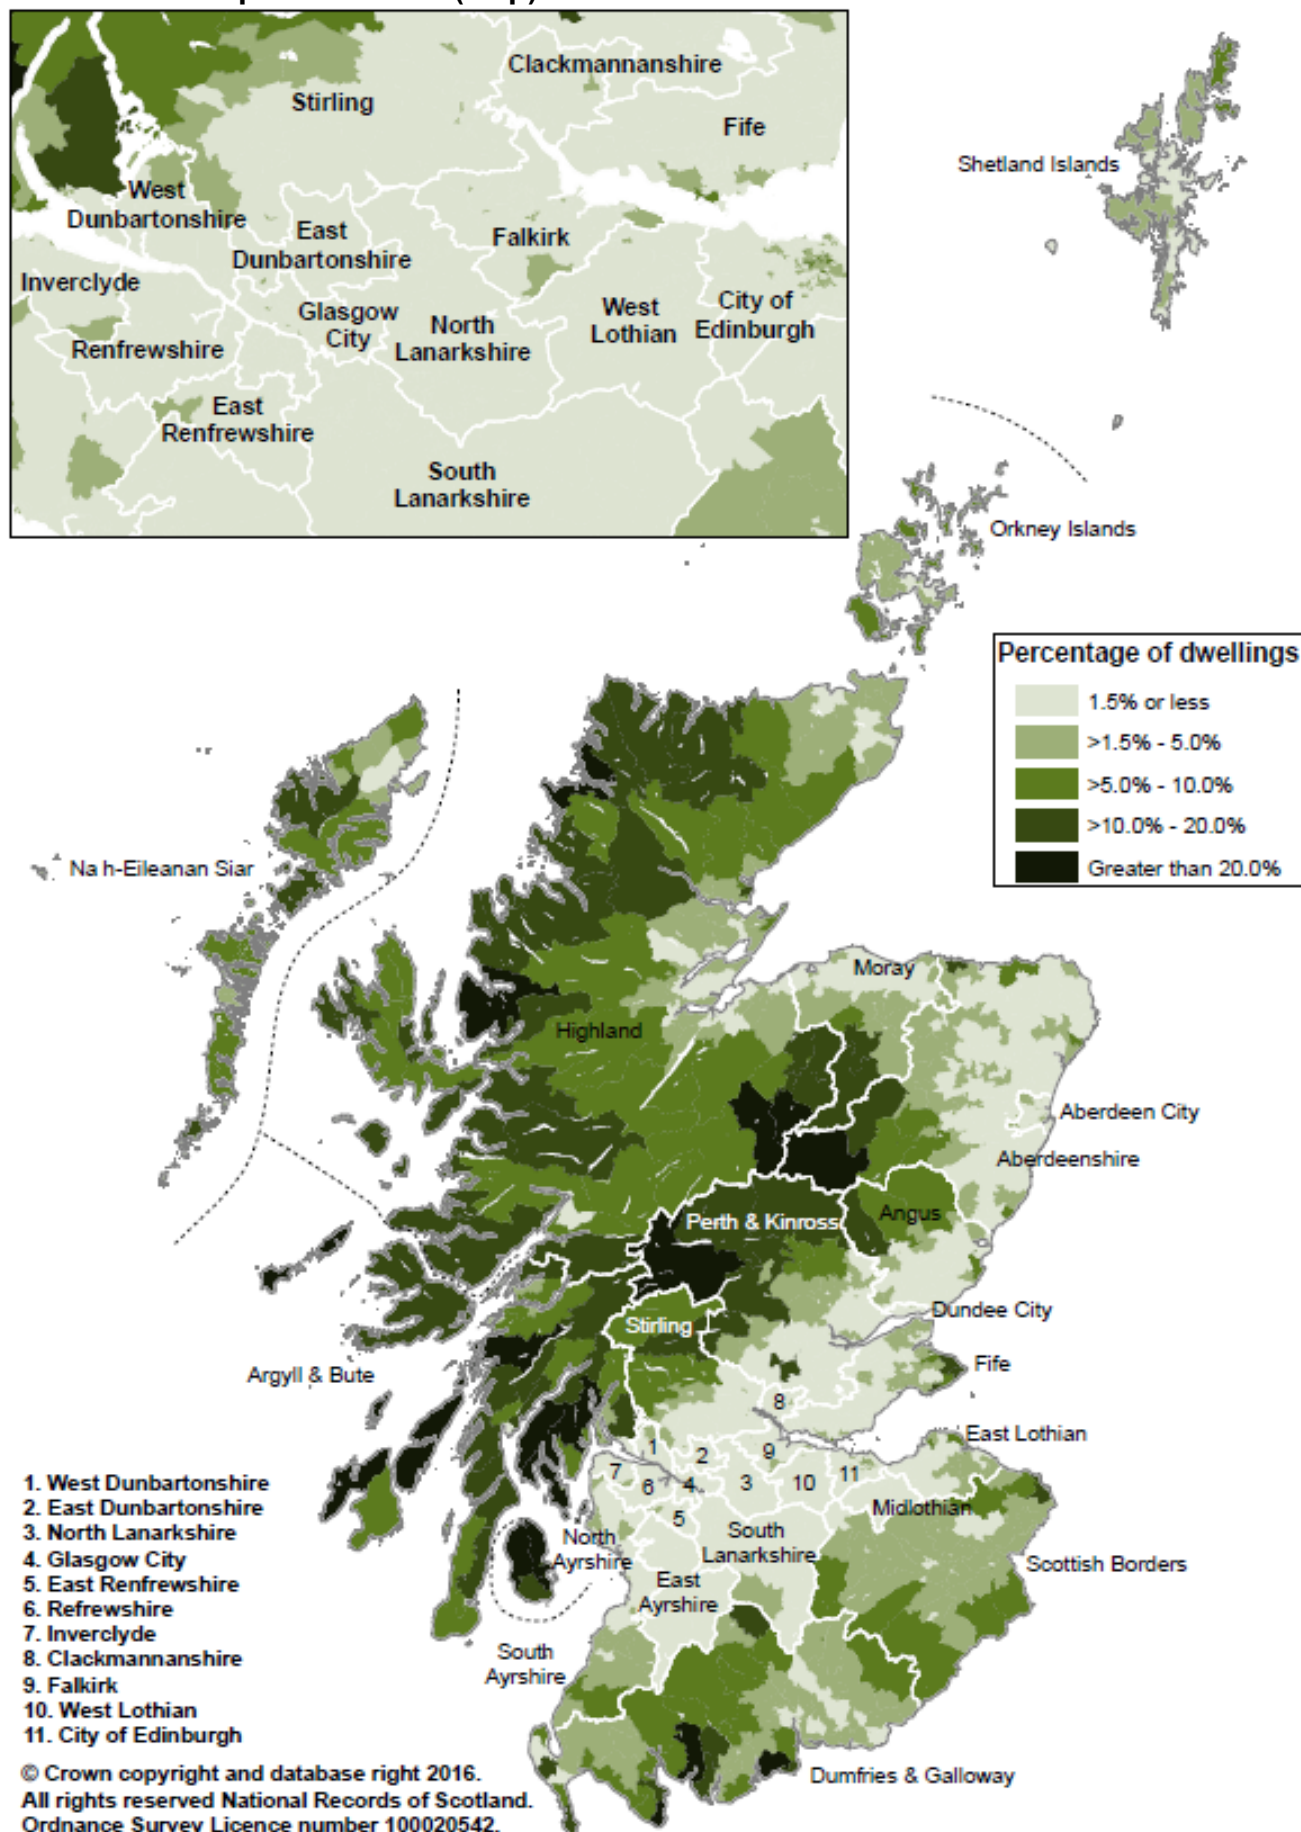 Clackmannanshire
Stirling
Fife
West
Dunbartonshire
East
Dunbartonshire
Falkirk
Inverclyde
Glasgow
City
North
Lanarkshire
West
Lothian
City of
Edinburgh
Renfrewshire
East
Renfrewshire
South
Lanarkshire
Shetland Islands
Orkney Islands
Percentage of dwellings
1.5% or less
>1.5% - 5.0%
>5.0% - 10.0%
>10.0% - 20.0%
Greater than 20.0%
Na h-Eileanan Siar
Moray
Highland
Aberdeen City
Aberdeenshire
Perth & Kinross
Angus
Dundee City
Stirling
Fife
Argyll & Bute
8
East Lothian
1
2
9
7
6
4
3
10
11
Midlothian
5
North
Ayrshire
South
Lanarkshire
Scottish Borders
East
Ayrshire
South
Ayrshire
Dumfries & Galloway
1. West Dunbartonshire
2. East Dunbartonshire
3. North Lanarkshire
4. Glasgow City
5. East Renfrewshire
6. Refrewshire
7. Inverclyde
8. Clackmannanshire
9. Falkirk
10. West Lothian
11. City of Edinburgh
© Crown copyright and database right 2016.
All rights reserved National Records of Scotland.
Ordnance Survey Licence number 100020542.